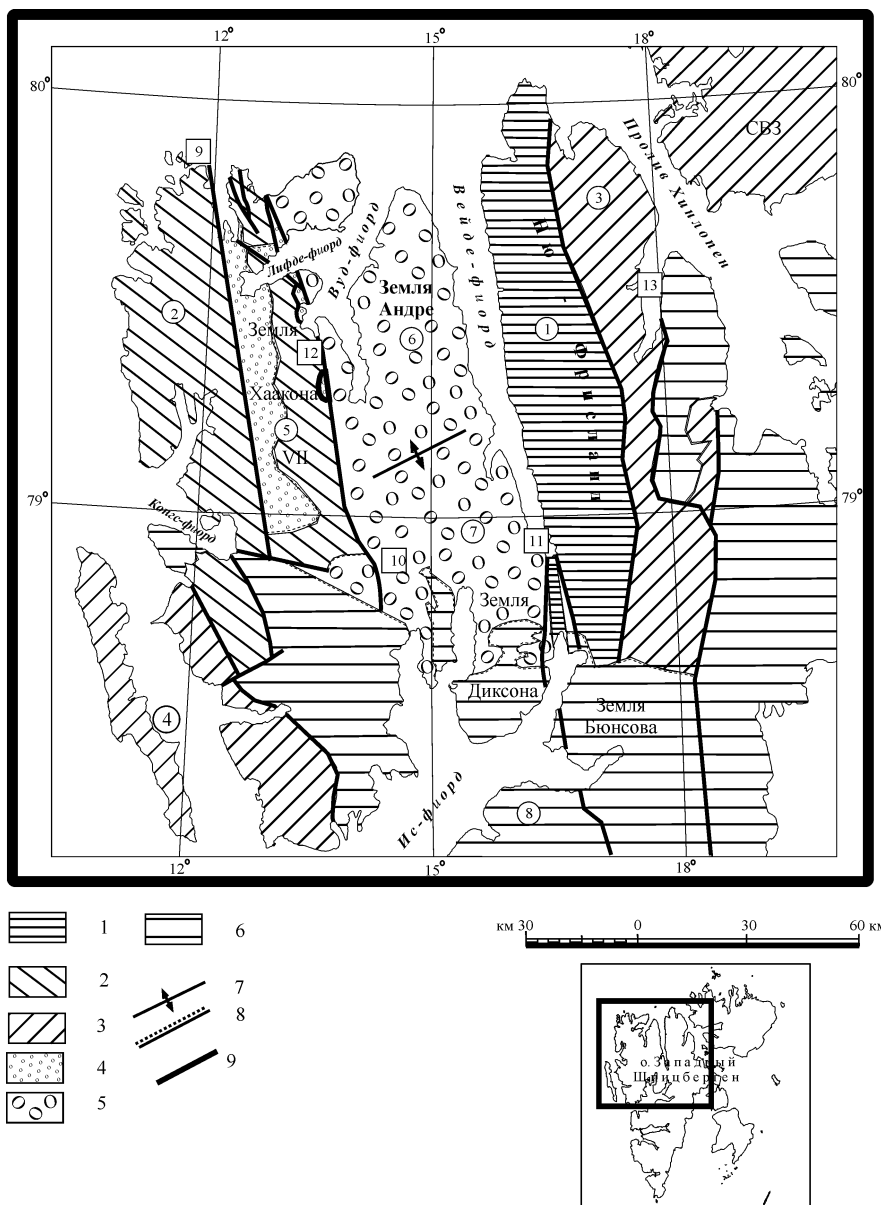 12°
15°
18°
80°
80°
СВЗ
9
Пролив Хинлопен
3
Вейде-фиорд
Ню-Фрисланд
Лифде-фиорд
Вуд-фиорд
Земля
Андре
13
2
1
6
Земля
12
Хаакона
5
VII
79°
79°
Конгс-фиорд
7
11
10
Земля
Диксона
Земля
Бюнсова
4
Ис-фиорд
8
12°
15°
18°
1
6
км 30 0 30 60 км
2
7
3
8
4
9
5
о. Западный
Шпицберген